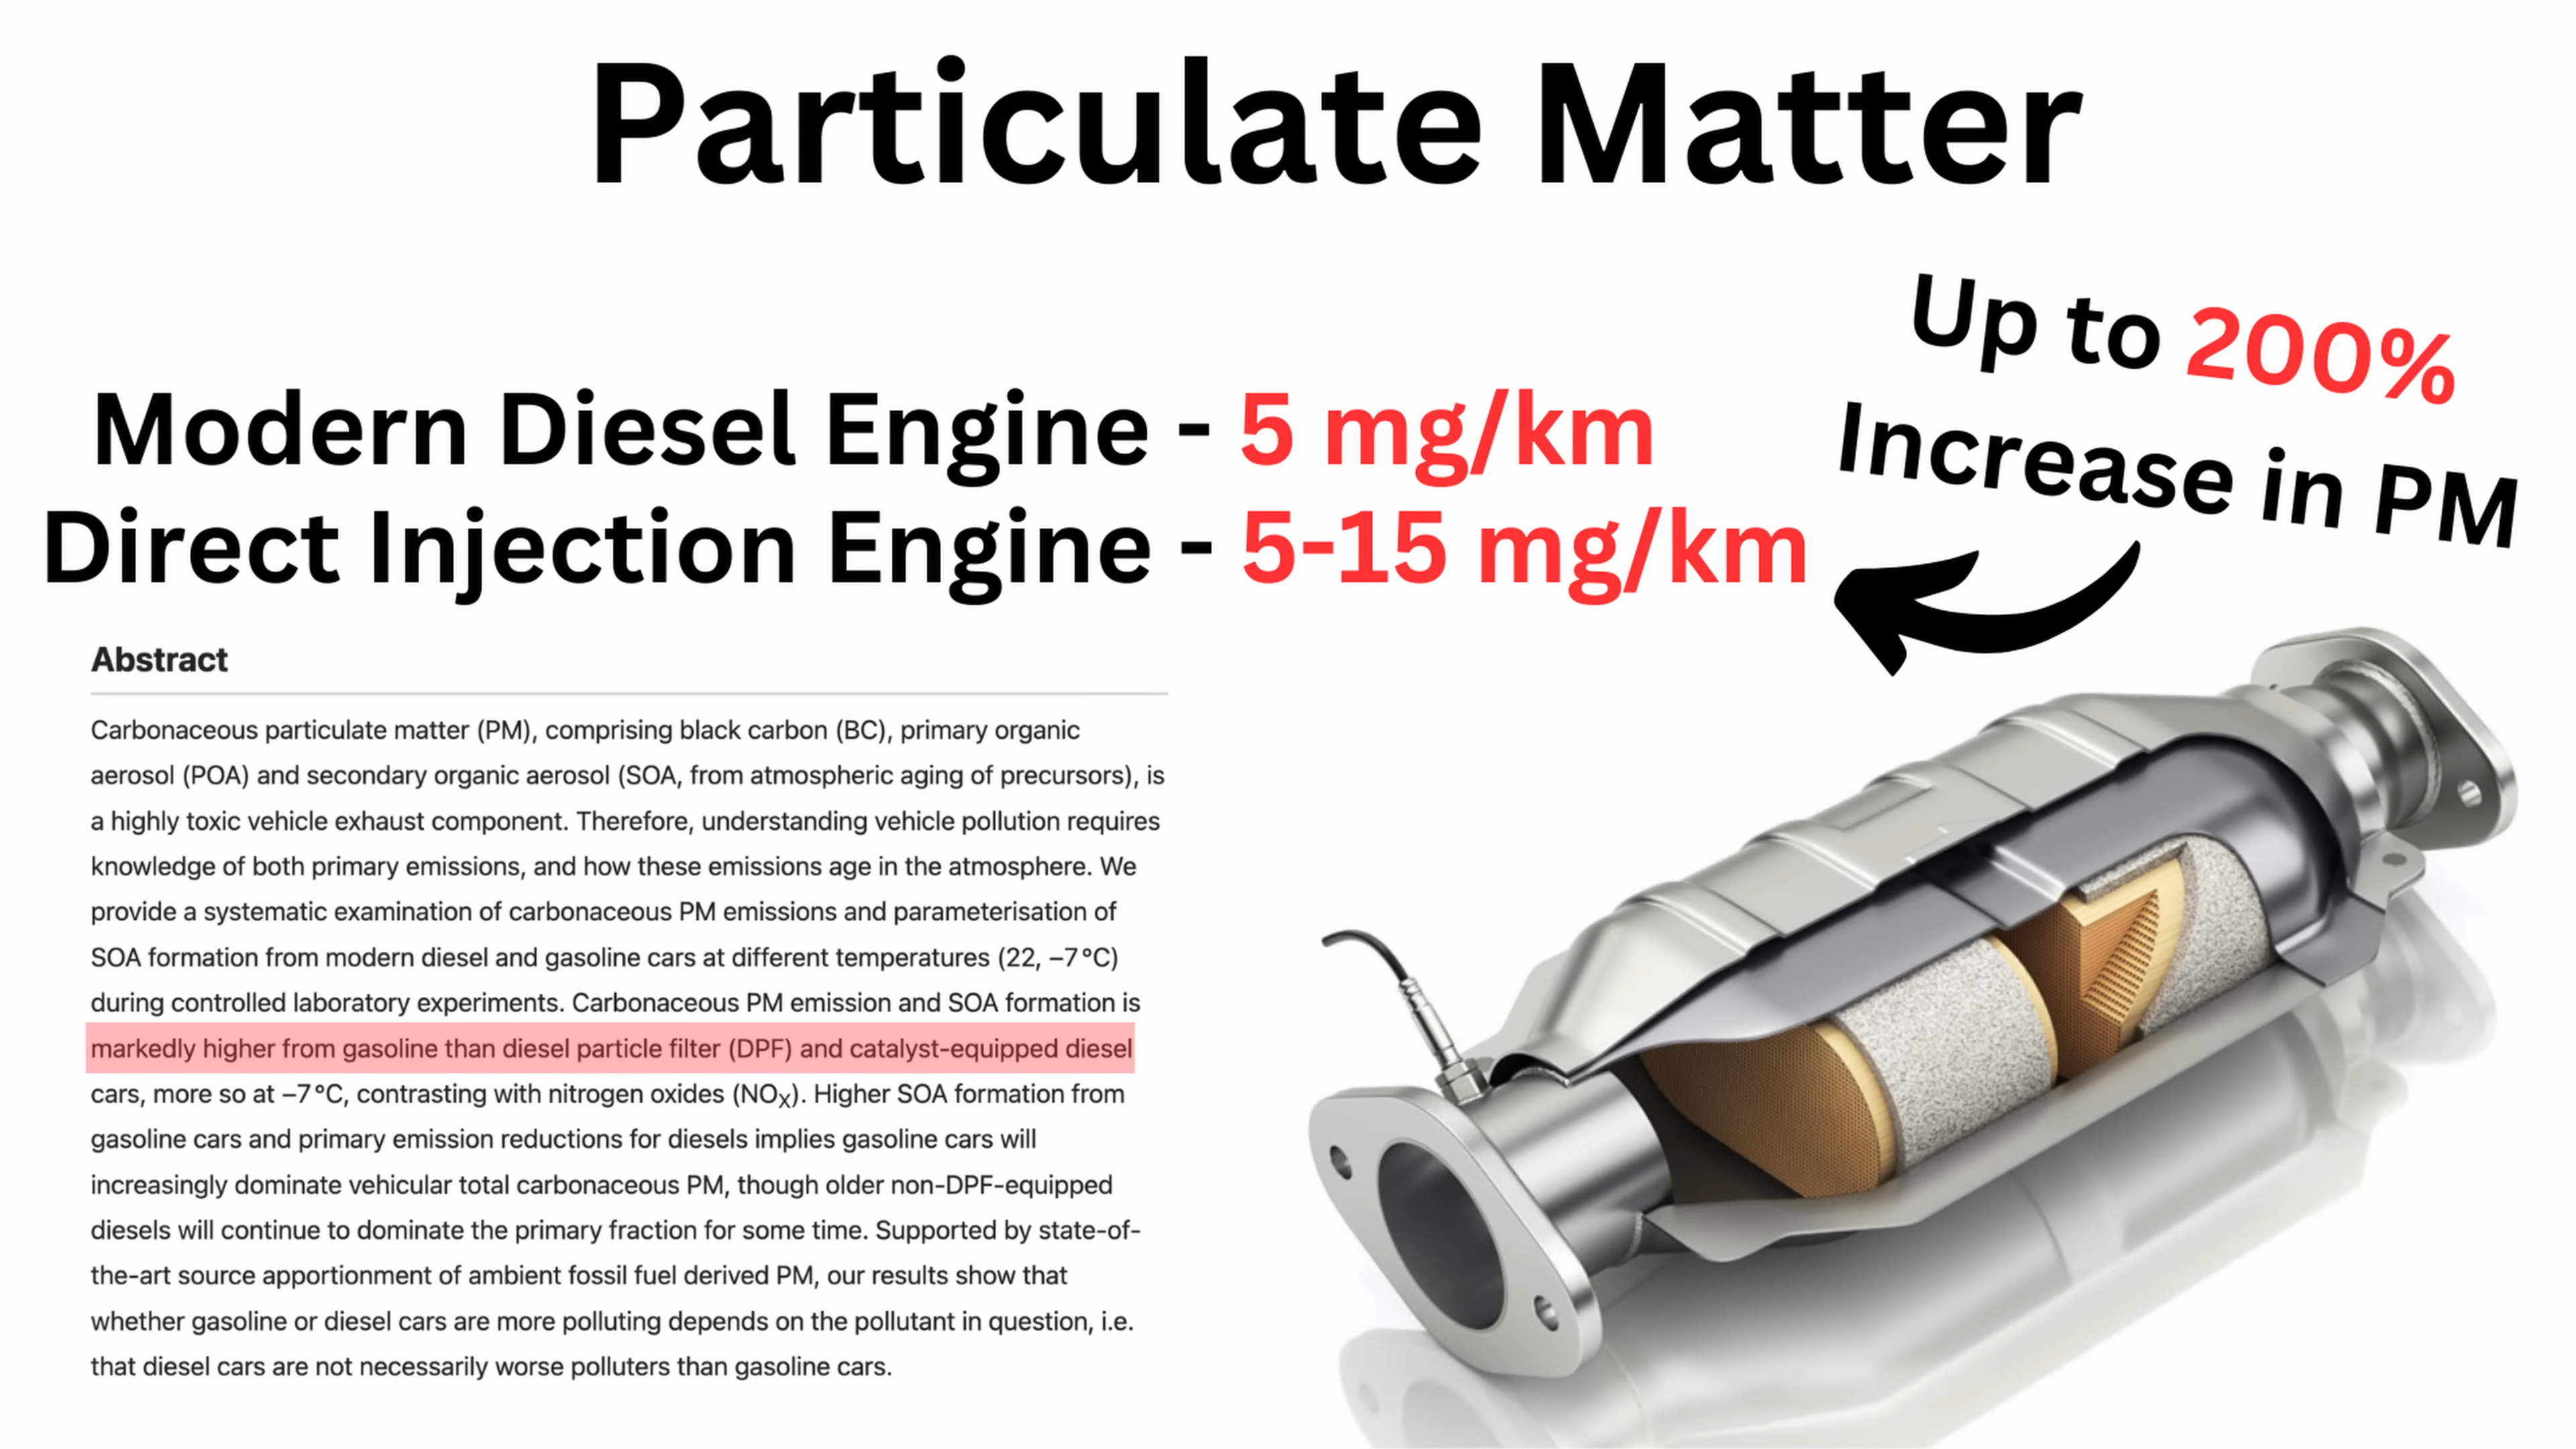 Particulate Matter
Up to 200%
Increase in PM
Modern Diesel Engine - 5 mg/km
Direct Injection Engine - 5-15 mg/km
Abstract
Carbonaceous particulate matter (PM), comprising black carbon (BC), primary organic
aerosol (POA) and secondary organic aerosol (SOA, from atmospheric aging of precursors), is
a highly toxic vehicle exhaust component. Therefore, understanding vehicle pollution requires
knowledge of both primary emissions, and how these emissions age in the atmosphere. We
provide a systematic examination of carbonaceous PM emissions and parameterisation of
SOA formation from modern diesel and gasoline cars at different temperatures (22, −7 °C)
during controlled laboratory experiments. Carbonaceous PM emission and SOA formation is
markedly higher from gasoline than diesel particle filter (DPF) and catalyst-equipped diesel
cars, more so at −7 °C, contrasting with nitrogen oxides (NOX). Higher SOA formation from
gasoline cars and primary emission reductions for diesels implies gasoline cars will
increasingly dominate vehicular total carbonaceous PM, though older non-DPF-equipped
diesels will continue to dominate the primary fraction for some time. Supported by state-of-
the-art source apportionment of ambient fossil fuel derived PM, our results show that
whether gasoline or diesel cars are more polluting depends on the pollutant in question, i.e.
that diesel cars are not necessarily worse polluters than gasoline cars.